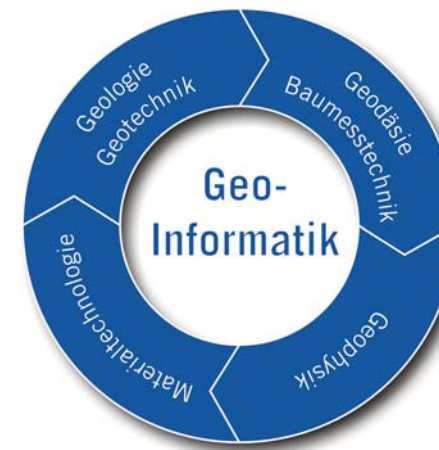 Geologie
Geotechnik
Geodäsie
Baumesstechnik
Geo-
Informatik
Materialtechnologie
Geophysik